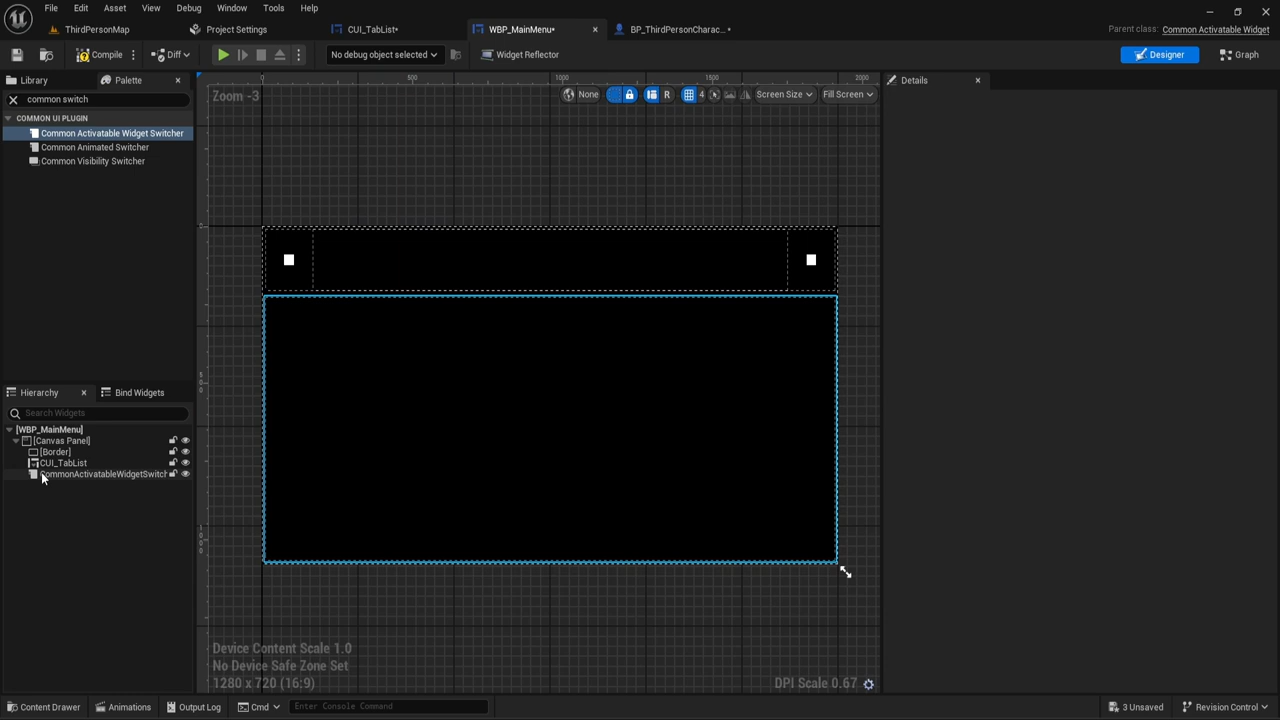 File Edit Asset View Debug Window Tools Help
ThirdPersonMap Project Settings CUI_TabList* WBP_MainMenu* BP_ThirdPersonCharac...* Parent class: Common Activatable Widget
Compile Diff No debug object selected Widget Reflector Designer Graph
Library Palette Details
common switch Zoom -3 None R 4 Screen Size Fill Screen
COMMON UI PLUGIN
Common Activatable Widget Switcher
Common Animated Switcher
Common Visibility Switcher
0 500 1000 1500 2000
0
500
1000
Hierarchy Bind Widgets
Search Widgets
[WBP_MainMenu]
[Canvas Panel]
[Border]
CUI_TabList
CommonActivatableWidgetSwitch
Device Content Scale 1.0
No Device Safe Zone Set
1280 x 720 (16:9) DPI Scale 0.67
Content Drawer Animations Output Log Cmd Enter Console Command 3 Unsaved Revision Control